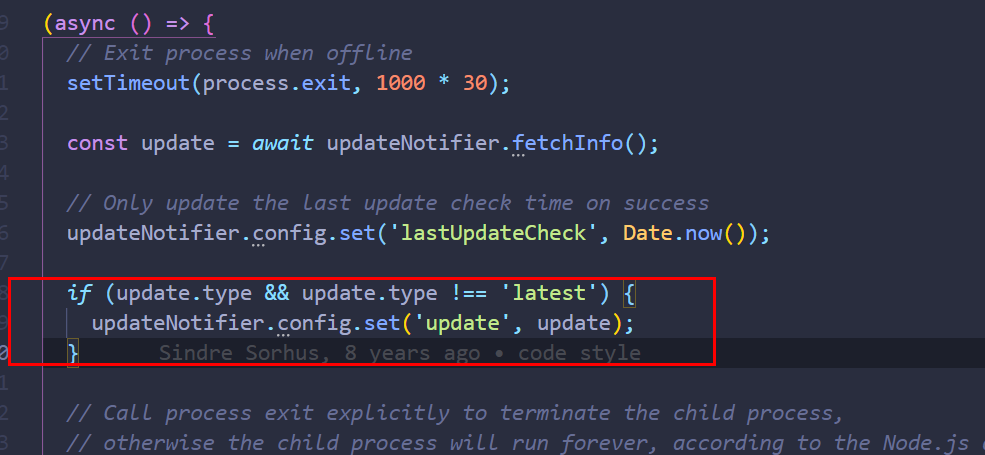 9 (async () => {
0 // Exit process when offline
1 setTimeout(process.exit, 1000 * 30);
2
3 const update = await updateNotifier.fetchInfo();
4
5 // Only update the last update check time on success
6 updateNotifier.config.set('lastUpdateCheck', Date.now());
7
8 if (update.type && update.type !== 'latest') {
9 updateNotifier.config.set('update', update);
0 } Sindre Sorhus, 8 years ago • code style
1
2 // Call process exit explicitly to terminate the child process,
3 // otherwise the child process will run forever, according to the Node.js